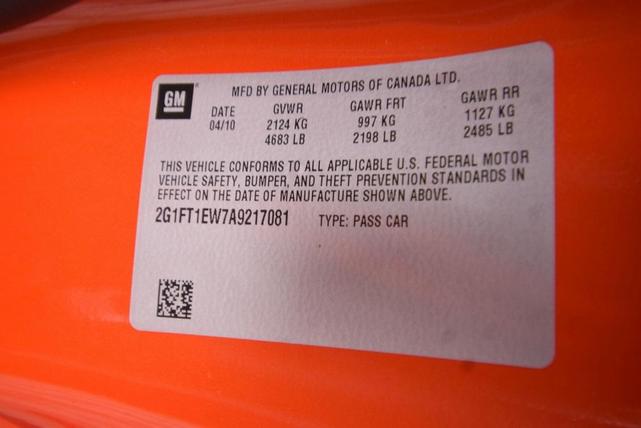 GM
MFD BY GENERAL MOTORS OF CANADA LTD.
DATE GVWR GAWR FRT GAWR RR
04/10 2124 KG 997 KG 1127 KG
4683 LB 2198 LB 2485 LB
THIS VEHICLE CONFORMS TO ALL APPLICABLE U.S. FEDERAL MOTOR
VEHICLE SAFETY, BUMPER, AND THEFT PREVENTION STANDARDS IN
EFFECT ON THE DATE OF MANUFACTURE SHOWN ABOVE.
2G1FT1EW7A9217081 TYPE: PASS CAR